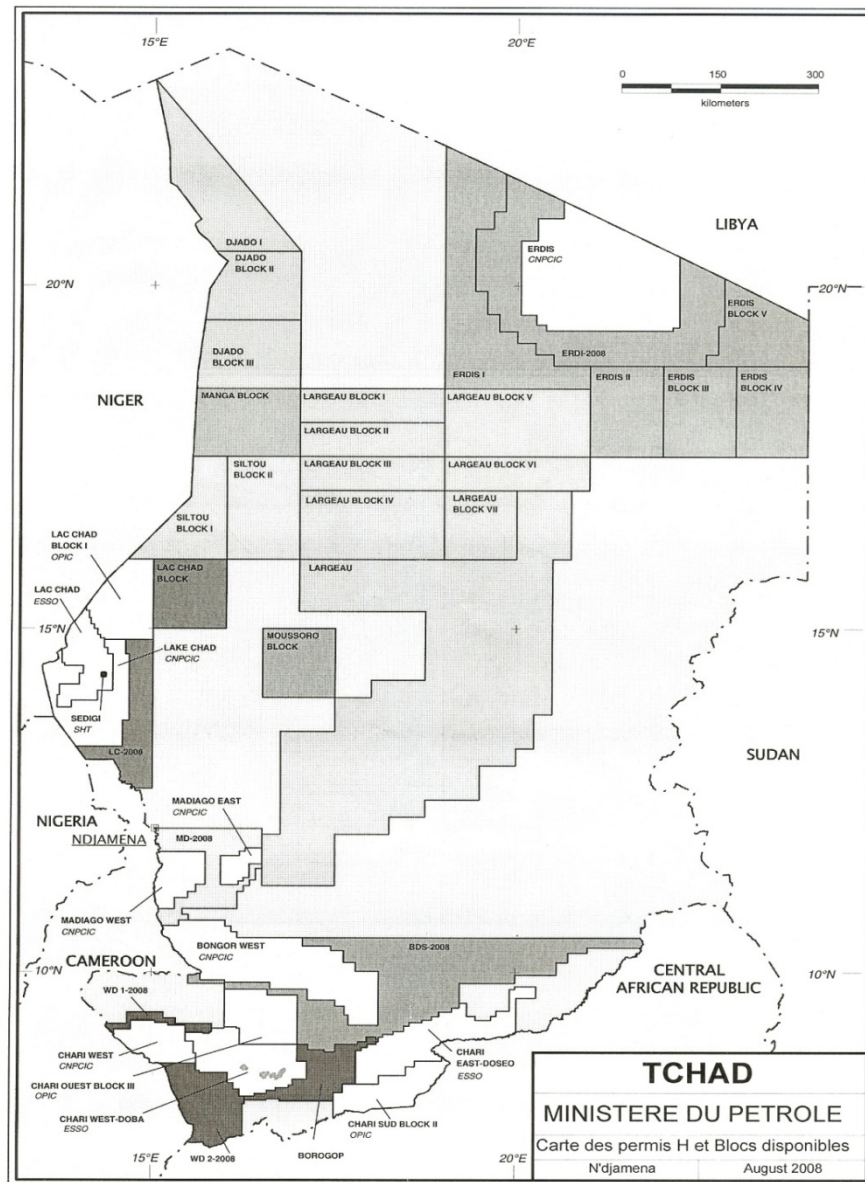 15°E
20°E
0
150
300
kilometers
LIBYA
DJADO I
DJADO
BLOCK II
ERDIS
CNPCIC
20°N
20°N
ERDIS
BLOCK V
DJADO
BLOCK III
ERDI-2008
ERDIS I
ERDIS II
ERDIS
BLOCK III
ERDIS
BLOCK IV
NIGER
MANGA BLOCK
LARGEAU BLOCK I
LARGEAU BLOCK V
LARGEAU BLOCK II
SILTOU
BLOCK II
LARGEAU BLOCK III
LARGEAU BLOCK VI
LARGEAU BLOCK IV
LARGEAU
BLOCK VII
SILTOU
BLOCK I
LAC CHAD
BLOCK I
OPIC
LAC CHAD
BLOCK
LARGEAU
LAC CHAD
ESSO
15°N
15°N
LAKE CHAD
CNPCIC
MOUSSORO
BLOCK
SEDIGI
SHT
LC-2008
SUDAN
NIGERIA
MADIAGO EAST
CNPCIC
NDJAMENA
MD-2008
MADIAGO WEST
CNPCIC
BONGOR WEST
CNPCIC
BDS-2008
CAMEROON
10°N
10°N
CENTRAL
AFRICAN REPUBLIC
WD 1-2008
CHARI WEST
CNPCIC
CHARI
EAST-DOSEO
ESSO
CHARI OUEST BLOCK III
OPIC
CHARI WEST-DOBA
ESSO
CHARI SUD BLOCK II
OPIC
WD 2-2008
BOROGOP
15°E
20°E
TCHAD
MINISTERE DU PETROLE
Carte des permis H et Blocs disponibles
N'djamena
August 2008